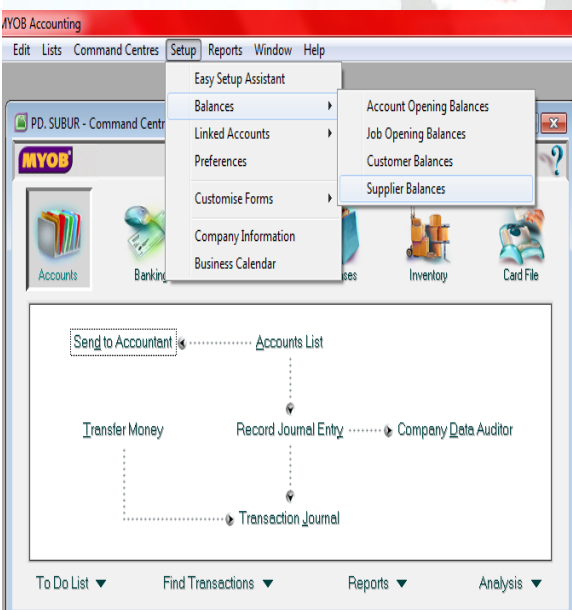 MYOB Accounting
Edit Lists Command Centres Setup Reports Window Help
Easy Setup Assistant
Balances
Linked Accounts
Preferences
Customise Forms
Company Information
Business Calendar
Account Opening Balances
Job Opening Balances
Customer Balances
Supplier Balances
PD. SUBUR - Command Centr
MYOB
?
Accounts
Banking
ses
Inventory
Card File
Send to Accountant
Accounts List
Transfer Money
Record Journal Entry
Company Data Auditor
Transaction Journal
To Do List
Find Transactions
Reports
Analysis